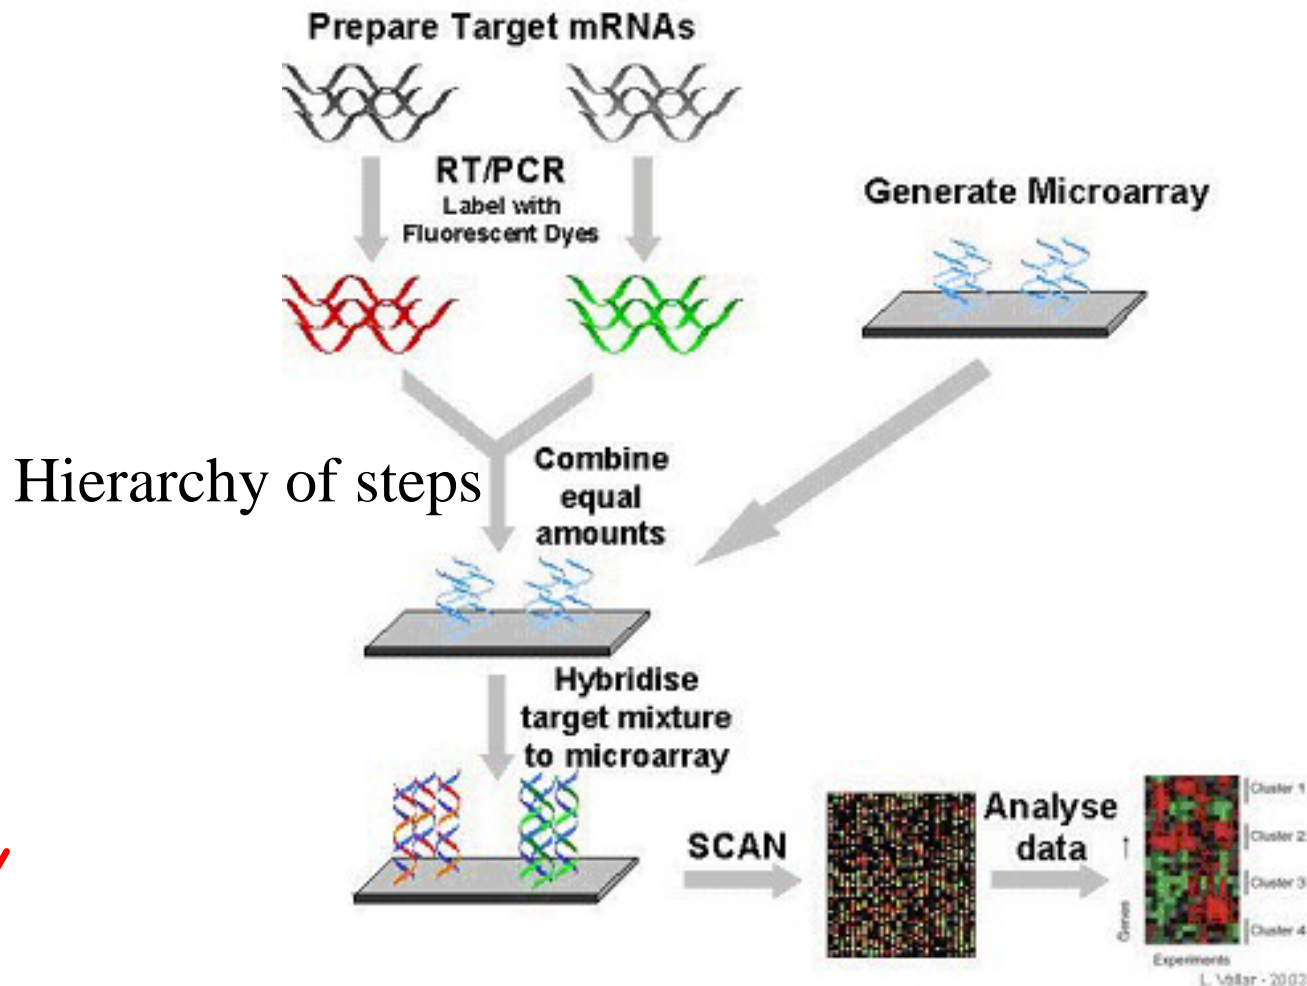 Prepare Target mRNAs
RT/PCR
Label with
Fluorescent Dyes
Generate Microarray
Hierarchy of steps
Combine
equal
amounts
Hybridise
target mixture
to microarray
SCAN
Analyse
data
Cluster 1
Cluster 2
Cluster 3
Cluster 4
Genes
Experiments
L. Vallar - 2003